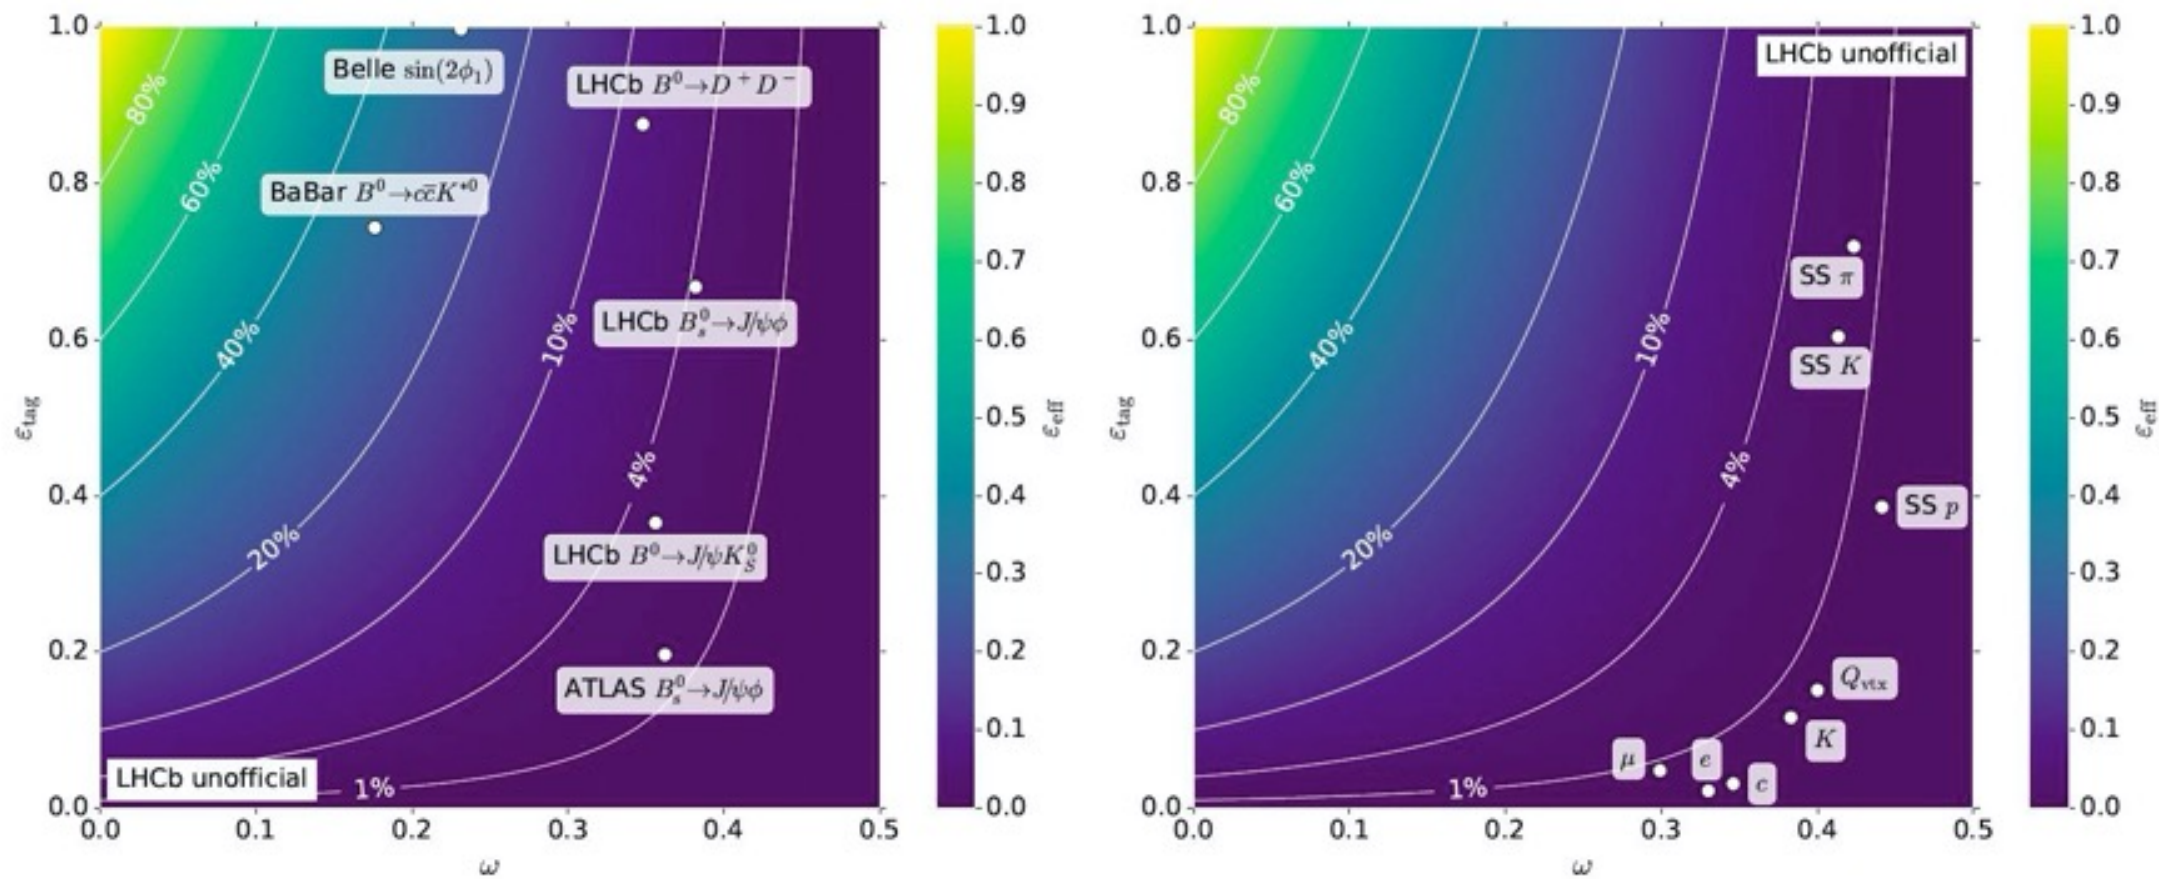 1.0
0.8
0.6
0.4
0.2
0.0
ε_tag
0.0 0.1 0.2 0.3 0.4 0.5
ω
80%
60%
40%
20%
10%
4%
1%
Belle sin(2ϕ₁)
LHCb B⁰→D⁺D⁻
BaBar B⁰→cc̄K*⁰
LHCb B⁰ₛ→J/ψϕ
LHCb B⁰→J/ψK⁰_S
ATLAS B⁰ₛ→J/ψϕ
LHCb unofficial
1.0
0.9
0.8
0.7
0.6
0.5
0.4
0.3
0.2
0.1
0.0
ε_eff
1.0
0.8
0.6
0.4
0.2
0.0
ε_tag
0.0 0.1 0.2 0.3 0.4 0.5
ω
LHCb unofficial
80%
60%
40%
20%
10%
4%
1%
SS π
SS K
SS p
Q_vtx
K
μ
e
c
1.0
0.9
0.8
0.7
0.6
0.5
0.4
0.3
0.2
0.1
0.0
ε_eff